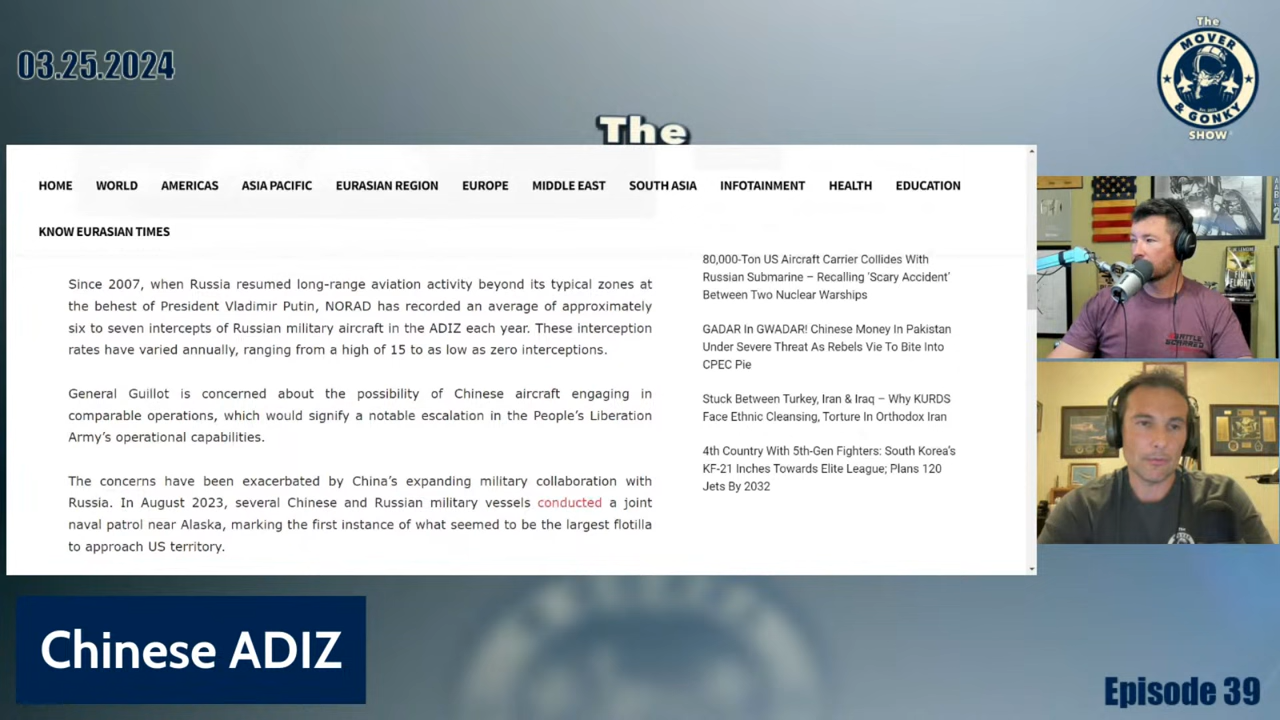 03.25.2024
The
MOVER
& GONKY
SHOW
The
HOME WORLD AMERICAS ASIA PACIFIC EURASIAN REGION EUROPE MIDDLE EAST SOUTH ASIA INFOTAINMENT HEALTH EDUCATION
KNOW EURASIAN TIMES
Since 2007, when Russia resumed long-range aviation activity beyond its typical zones at
the behest of President Vladimir Putin, NORAD has recorded an average of approximately
six to seven intercepts of Russian military aircraft in the ADIZ each year. These interception
rates have varied annually, ranging from a high of 15 to as low as zero interceptions.
General Guillot is concerned about the possibility of Chinese aircraft engaging in
comparable operations, which would signify a notable escalation in the People’s Liberation
Army’s operational capabilities.
The concerns have been exacerbated by China’s expanding military collaboration with
Russia. In August 2023, several Chinese and Russian military vessels conducted a joint
naval patrol near Alaska, marking the first instance of what seemed to be the largest flotilla
to approach US territory.
80,000-Ton US Aircraft Carrier Collides With
Russian Submarine – Recalling ‘Scary Accident’
Between Two Nuclear Warships
GADAR In GWADAR! Chinese Money In Pakistan
Under Severe Threat As Rebels Vie To Bite Into
CPEC Pie
Stuck Between Turkey, Iran & Iraq – Why KURDS
Face Ethnic Cleansing, Torture In Orthodox Iran
4th Country With 5th-Gen Fighters: South Korea’s
KF-21 Inches Towards Elite League; Plans 120
Jets By 2032
Chinese ADIZ
Episode 39